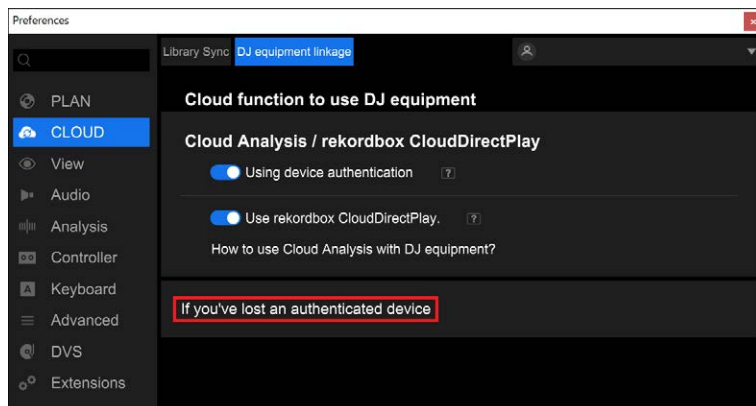 Preferences
Library Sync DJ equipment linkage
PLAN
CLOUD
View
Audio
Analysis
Controller
Keyboard
Advanced
DVS
Extensions
Cloud function to use DJ equipment
Cloud Analysis / rekordbox CloudDirectPlay
Using device authentication ?
Use rekordbox CloudDirectPlay. ?
How to use Cloud Analysis with DJ equipment?
If you've lost an authenticated device